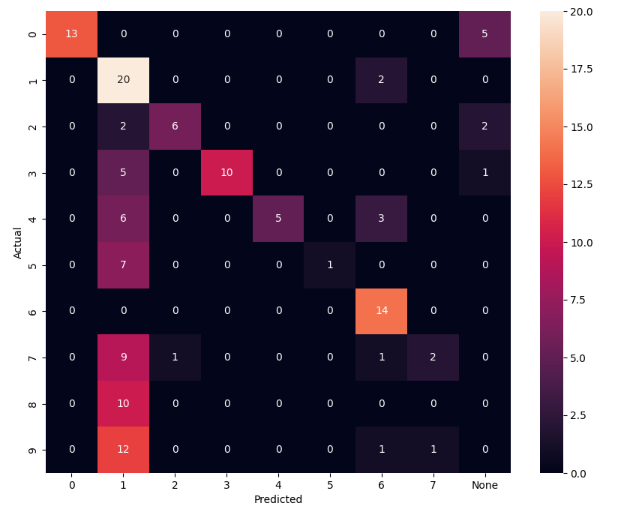 0 13 0 0 0 0 0 0 0 5
1 0 20 0 0 0 0 2 0 0
2 0 2 6 0 0 0 0 0 2
3 0 5 0 10 0 0 0 0 1
4 0 6 0 0 5 0 3 0 0
5 0 7 0 0 0 1 0 0 0
6 0 0 0 0 0 0 14 0 0
7 0 9 1 0 0 0 1 2 0
8 0 10 0 0 0 0 0 0 0
9 0 12 0 0 0 0 1 1 0
0 1 2 3 4 5 6 7 None
Predicted
Actual
20.0
17.5
15.0
12.5
10.0
7.5
5.0
2.5
0.0